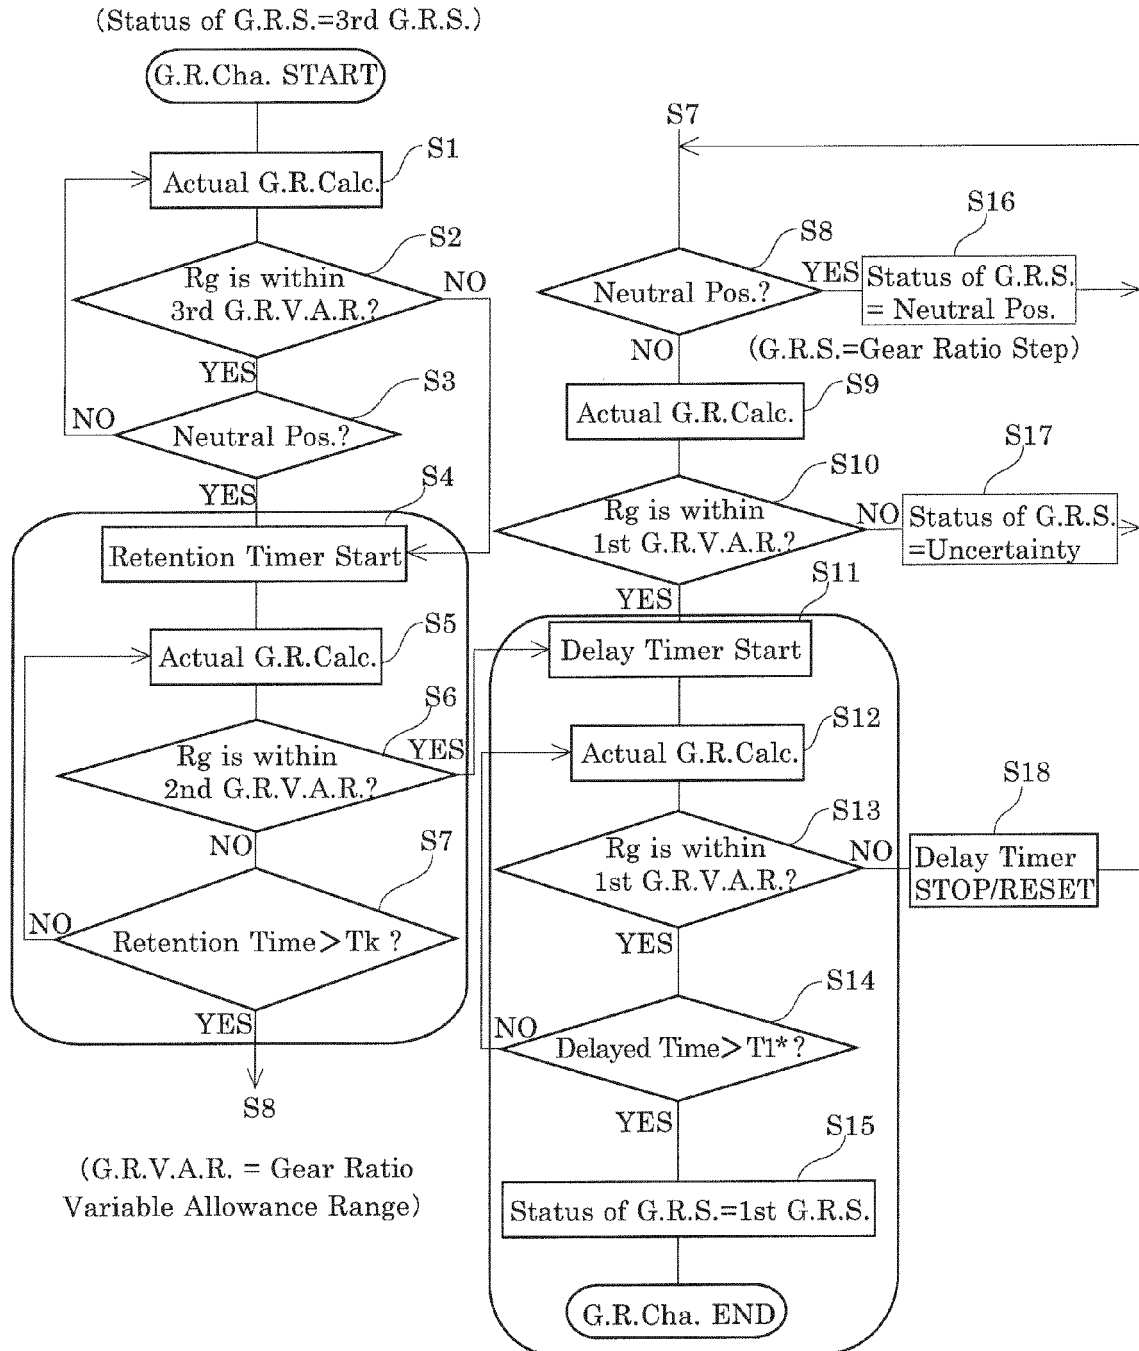 (Status of G.R.S.=3rd G.R.S.)
G.R.Cha. START
S1
Actual G.R.Calc.
S2
Rg is within
3rd G.R.V.A.R.?
NO
YES
S3
NO
Neutral Pos.?
YES
S4
Retention Timer Start
S5
Actual G.R.Calc.
S6
Rg is within
2nd G.R.V.A.R.?
YES
NO
S7
NO
Retention Time>Tk ?
YES
S8
(G.R.V.A.R. = Gear Ratio
Variable Allowance Range)
S7
S8
Neutral Pos.?
YES
S16
Status of G.R.S.
= Neutral Pos.
NO
(G.R.S.=Gear Ratio Step)
S9
Actual G.R.Calc.
S10
Rg is within
1st G.R.V.A.R.?
NO
S17
Status of G.R.S.
=Uncertainty
YES
S11
Delay Timer Start
S12
Actual G.R.Calc.
S13
Rg is within
1st G.R.V.A.R.?
NO
S18
Delay Timer
STOP/RESET
YES
S14
NO
Delayed Time>T1*?
YES
S15
Status of G.R.S.=1st G.R.S.
G.R.Cha. END